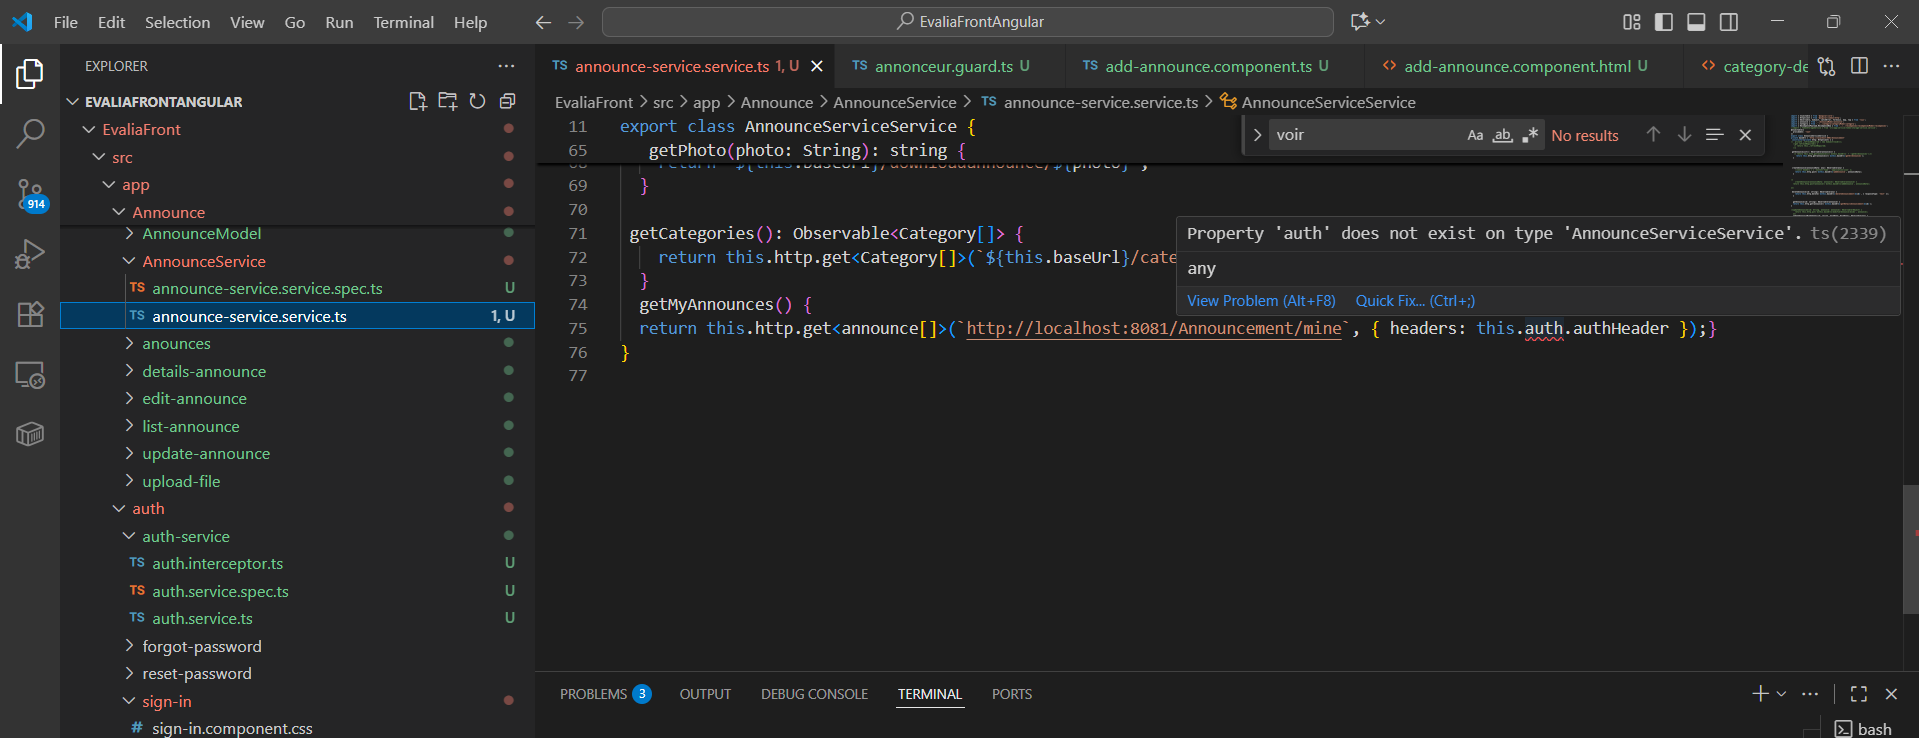 File Edit Selection View Go Run Terminal Help
EvaliaFrontAngular
EXPLORER
EVALIAFRONTANGULAR
EvaliaFront
src
app
Announce
AnnounceModel
AnnounceService
TS announce-service.service.spec.ts U
TS announce-service.service.ts 1, U
anounces
details-announce
edit-announce
list-announce
update-announce
upload-file
auth
auth-service
TS auth.interceptor.ts U
TS auth.service.spec.ts U
TS auth.service.ts U
forgot-password
reset-password
sign-in
# sign-in.component.css
914
TS announce-service.service.ts 1, U
TS annonceur.guard.ts U
TS add-announce.component.ts U
<> add-announce.component.html U
<> category-de
EvaliaFront > src > app > Announce > AnnounceService > TS announce-service.service.ts > AnnounceServiceService
voir Aa ab .* No results
11 export class AnnounceServiceService {
65 getPhoto(photo: String): string {
68 return `${this.baseUrl}/downloadannounce/${photo}`;
69 }
70
71 getCategories(): Observable<Category[]> {
72 return this.http.get<Category[]>(`${this.baseUrl}/cate
73 }
74 getMyAnnounces() {
75 return this.http.get<announce[]>(`http://localhost:8081/Announcement/mine`, { headers: this.auth.authHeader });}
76 }
77
Property 'auth' does not exist on type 'AnnounceServiceService'. ts(2339)
any
View Problem (Alt+F8) Quick Fix... (Ctrl+;)
PROBLEMS 3 OUTPUT DEBUG CONSOLE TERMINAL PORTS
bash